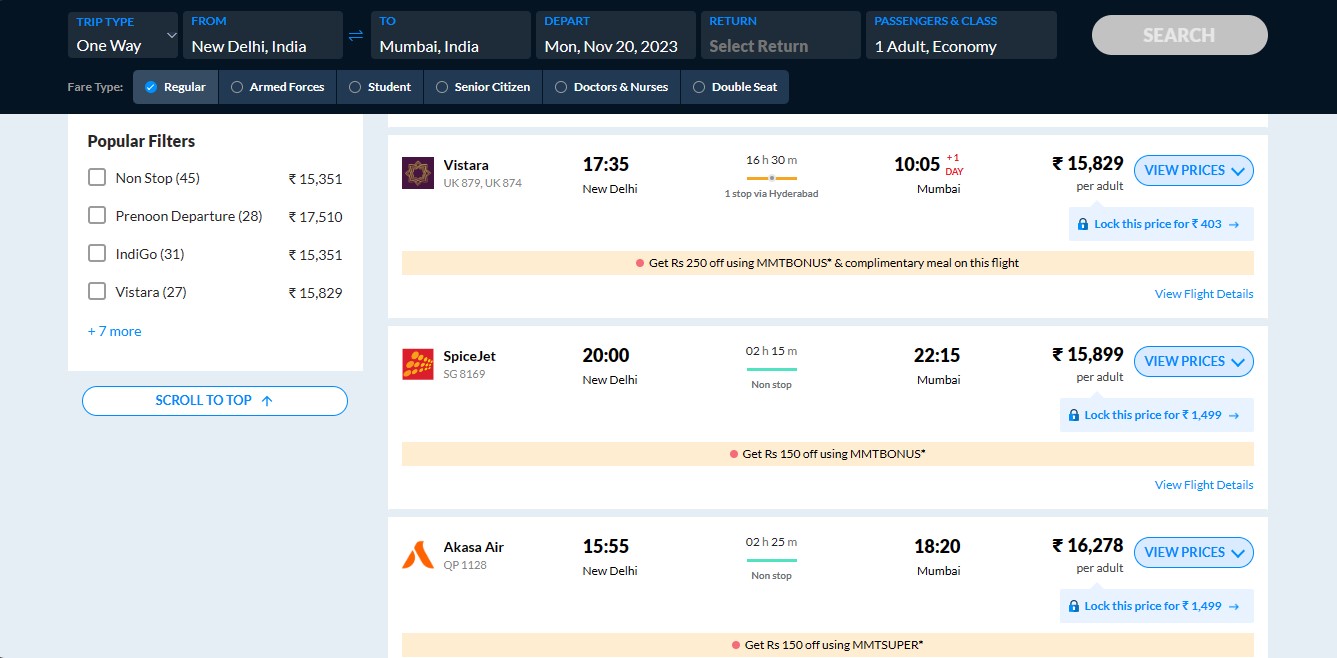 TRIP TYPE
One Way
FROM
New Delhi, India
TO
Mumbai, India
DEPART
Mon, Nov 20, 2023
RETURN
Select Return
PASSENGERS & CLASS
1 Adult, Economy
SEARCH
Fare Type:
Regular
Armed Forces
Student
Senior Citizen
Doctors & Nurses
Double Seat
Popular Filters
Non Stop (45) ₹ 15,351
Prenoon Departure (28) ₹ 17,510
IndiGo (31) ₹ 15,351
Vistara (27) ₹ 15,829
+ 7 more
SCROLL TO TOP
Vistara
UK 879, UK 874
17:35
New Delhi
16 h 30 m
1 stop via Hyderabad
10:05 +1 DAY
Mumbai
₹ 15,829
per adult
VIEW PRICES
Lock this price for ₹ 403 →
Get Rs 250 off using MMTBONUS* & complimentary meal on this flight
View Flight Details
SpiceJet
SG 8169
20:00
New Delhi
02 h 15 m
Non stop
22:15
Mumbai
₹ 15,899
per adult
VIEW PRICES
Lock this price for ₹ 1,499 →
Get Rs 150 off using MMTBONUS*
View Flight Details
Akasa Air
QP 1128
15:55
New Delhi
02 h 25 m
Non stop
18:20
Mumbai
₹ 16,278
per adult
VIEW PRICES
Lock this price for ₹ 1,499 →
Get Rs 150 off using MMTSUPER*